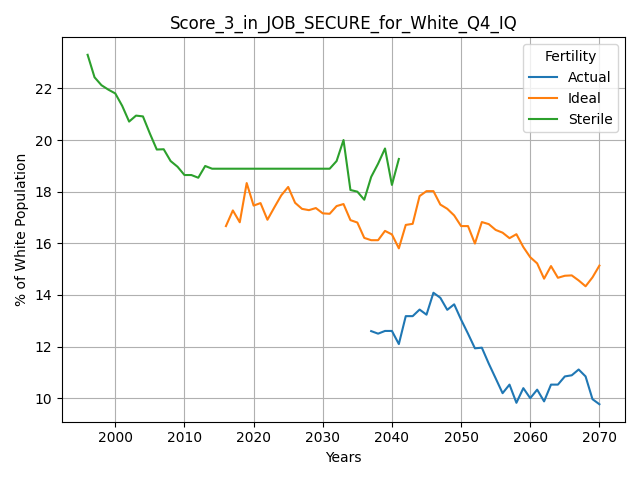 Score_3_in_JOB_SECURE_for_White_Q4_IQ
Fertility
Actual
Ideal
Sterile
% of White Population
22
20
18
16
14
12
10
2000 2010 2020 2030 2040 2050 2060 2070
Years